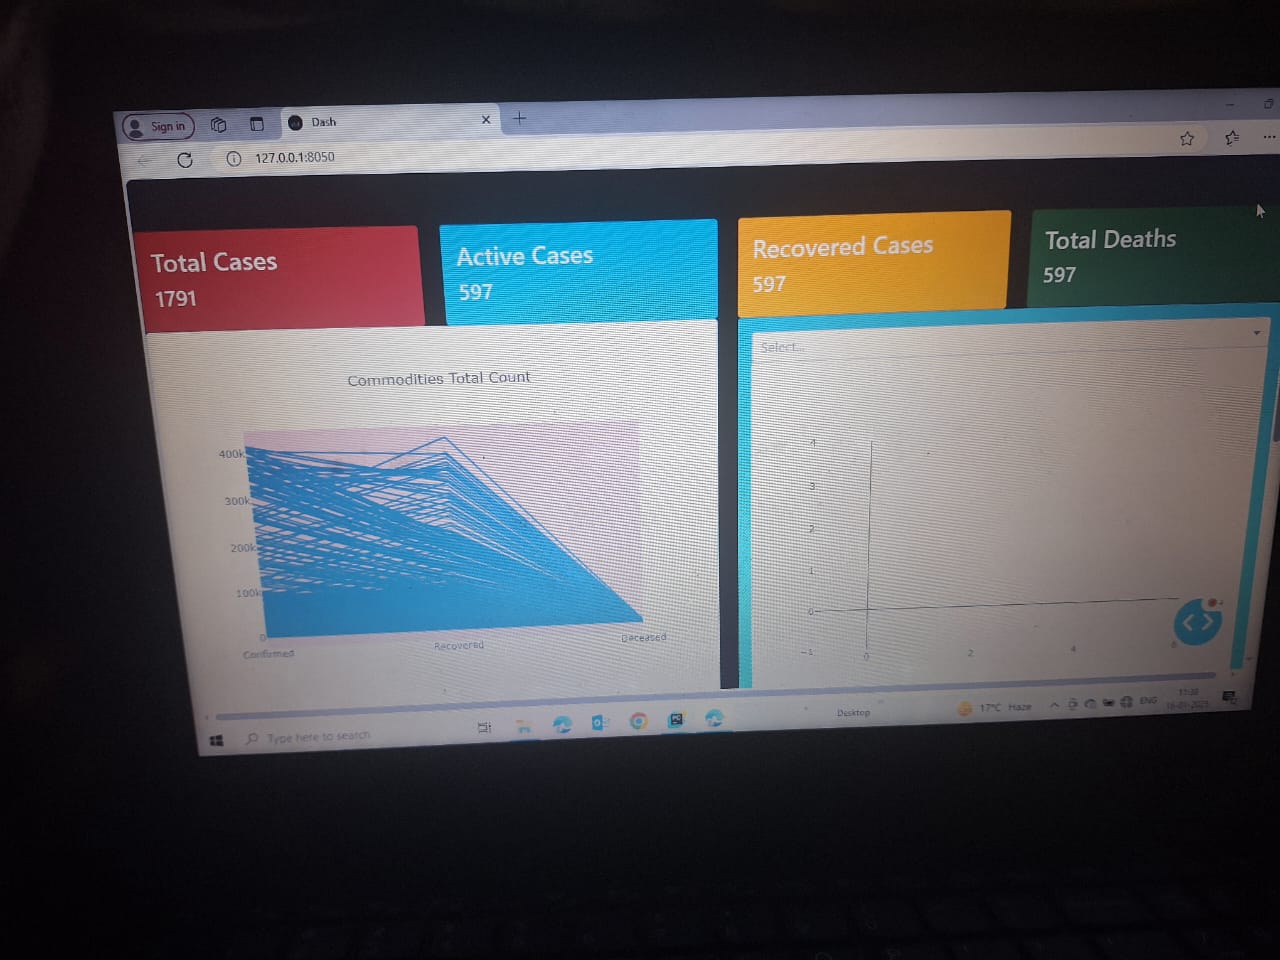 Sign in
Dash
127.0.0.1:8050
Total Cases
1791
Active Cases
597
Recovered Cases
597
Total Deaths
597
Commodities Total Count
400k
300k
200k
100k
0
Confirmed
Recovered
Deceased
Select...
4
3
2
1
0
−1
0
2
4
6
Type here to search
Desktop
17°C Haze
ENG
11:38